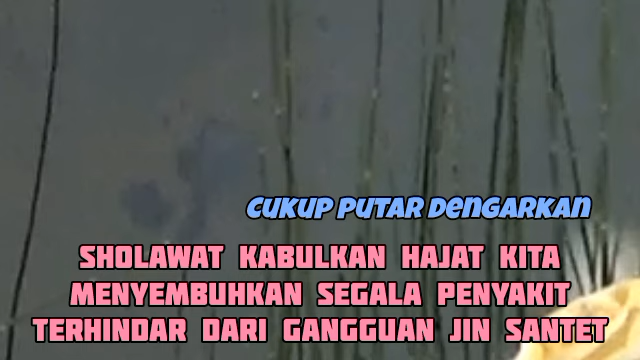 CUKUP PUTAR DENGARKAN
SHOLAWAT KABULKAN HAJAT KITA
MENYEMBUHKAN SEGALA PENYAKIT
TERHINDAR DARI GANGGUAN JIN SANTET